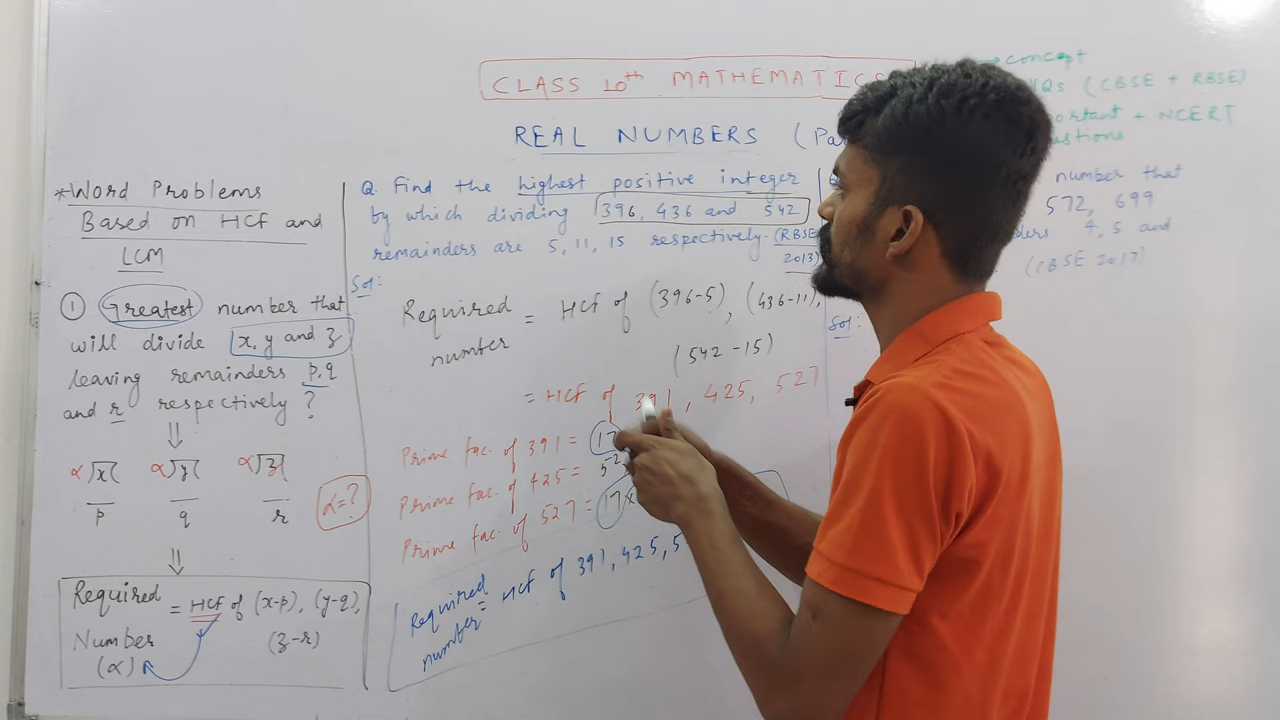 CLASS 10th MATHEMATICS
REAL NUMBERS
→ concept
(CBSE + RBSE)
+ NCERT
*Word Problems
Based on HCF and
LCM
① Greatest number that
will divide x, y and z
leaving remainders p, q
and r respectively?
⇓
α√x( α√y( α√z(
p q r
α=?
⇓
Required
Number
(α)
= HCF of (x-p), (y-q),
(z-r)
Q. Find the highest positive integer
by which dividing 396, 436 and 542
remainders are 5, 11, 15 respectively. (RBSE
2013)
Sol:
Required
number
= HCF of (396-5), (436-11),
(542-15)
= HCF of 391, 425, 527
Prime fac. of 391 = 17
Prime fac. of 425 = 5²
Prime fac. of 527 = 17×
Required
number
= HCF of 391, 425, 5
number that
572, 699
4, 5 and
(CBSE 2017)
Sol: